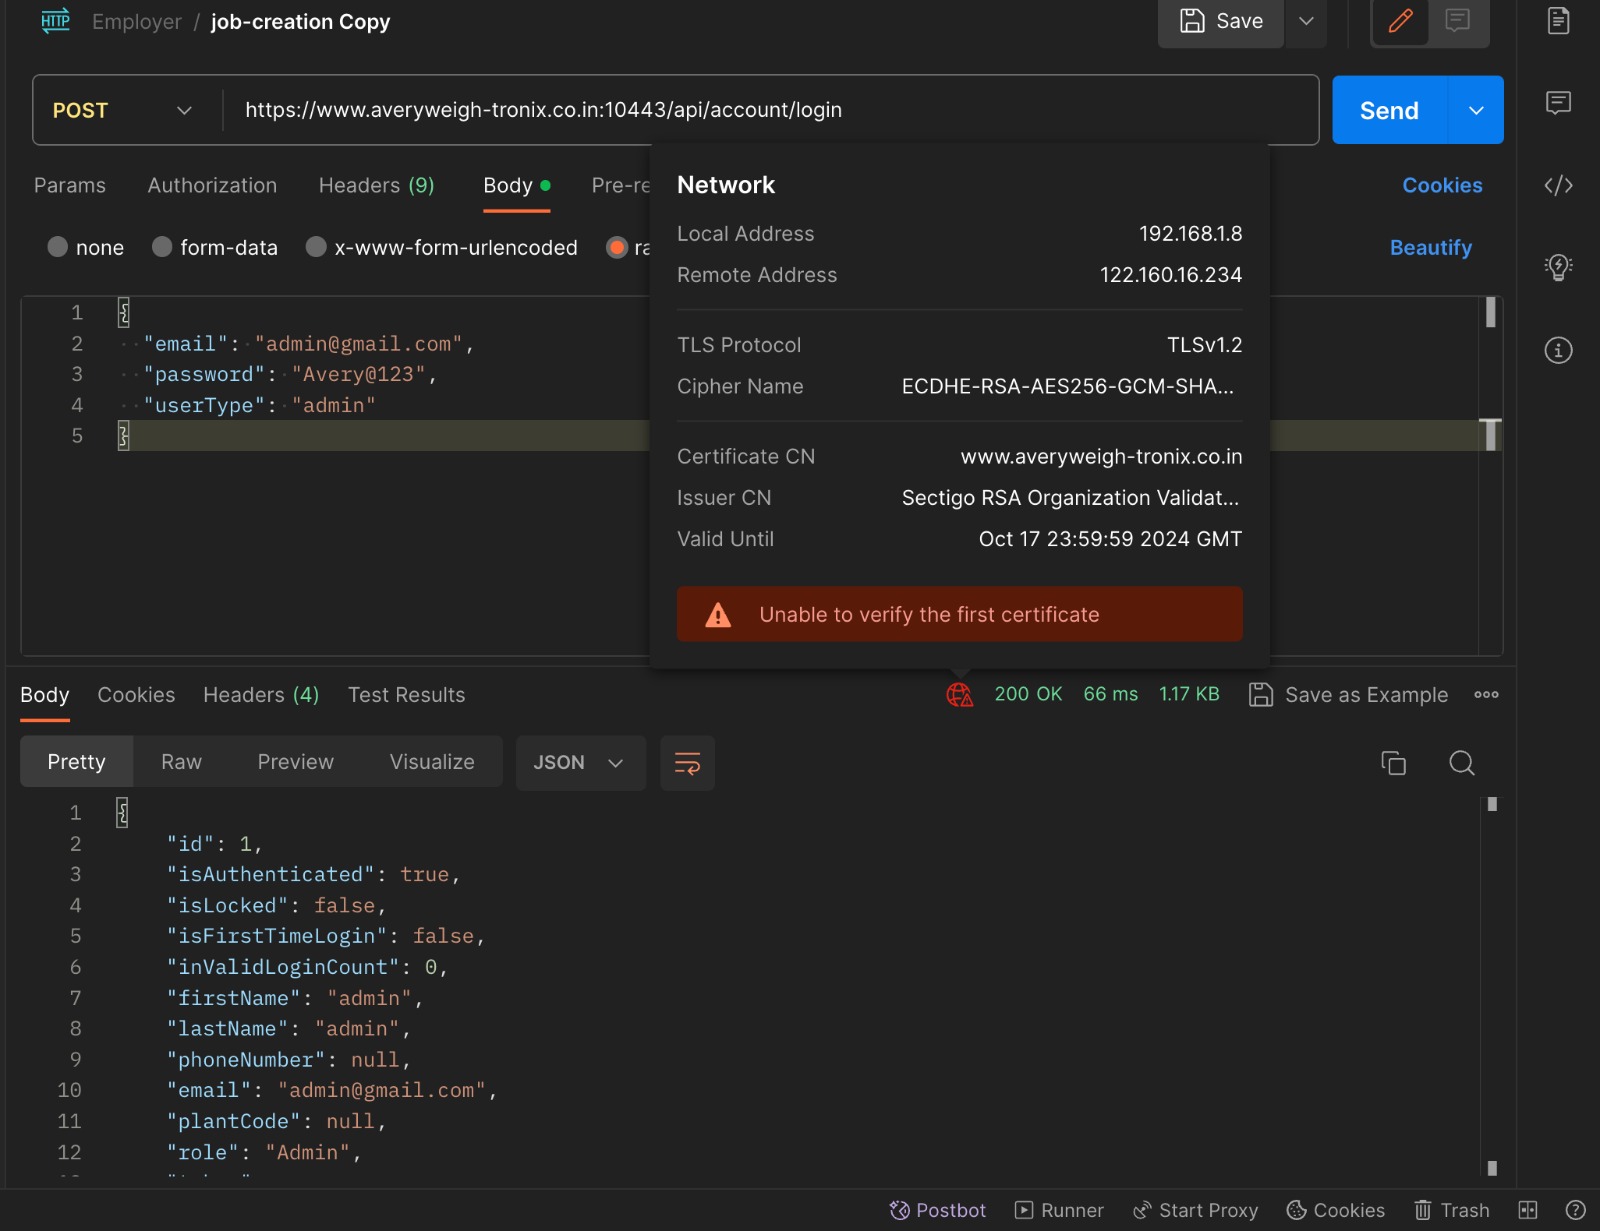 HTTP Employer / job-creation Copy Save
POST https://www.averyweigh-tronix.co.in:10443/api/account/login Send
Params Authorization Headers (9) Body Pre-re Cookies
none form-data x-www-form-urlencoded ra Beautify
1 {
2 "email": "admin@gmail.com",
3 "password": "Avery@123",
4 "userType": "admin"
5 }
Network
Local Address 192.168.1.8
Remote Address 122.160.16.234
TLS Protocol TLSv1.2
Cipher Name ECDHE-RSA-AES256-GCM-SHA...
Certificate CN www.averyweigh-tronix.co.in
Issuer CN Sectigo RSA Organization Validat...
Valid Until Oct 17 23:59:59 2024 GMT
Unable to verify the first certificate
Body Cookies Headers (4) Test Results 200 OK 66 ms 1.17 KB Save as Example
Pretty Raw Preview Visualize JSON
1 {
2 "id": 1,
3 "isAuthenticated": true,
4 "isLocked": false,
5 "isFirstTimeLogin": false,
6 "inValidLoginCount": 0,
7 "firstName": "admin",
8 "lastName": "admin",
9 "phoneNumber": null,
10 "email": "admin@gmail.com",
11 "plantCode": null,
12 "role": "Admin",
Postbot Runner Start Proxy Cookies Trash